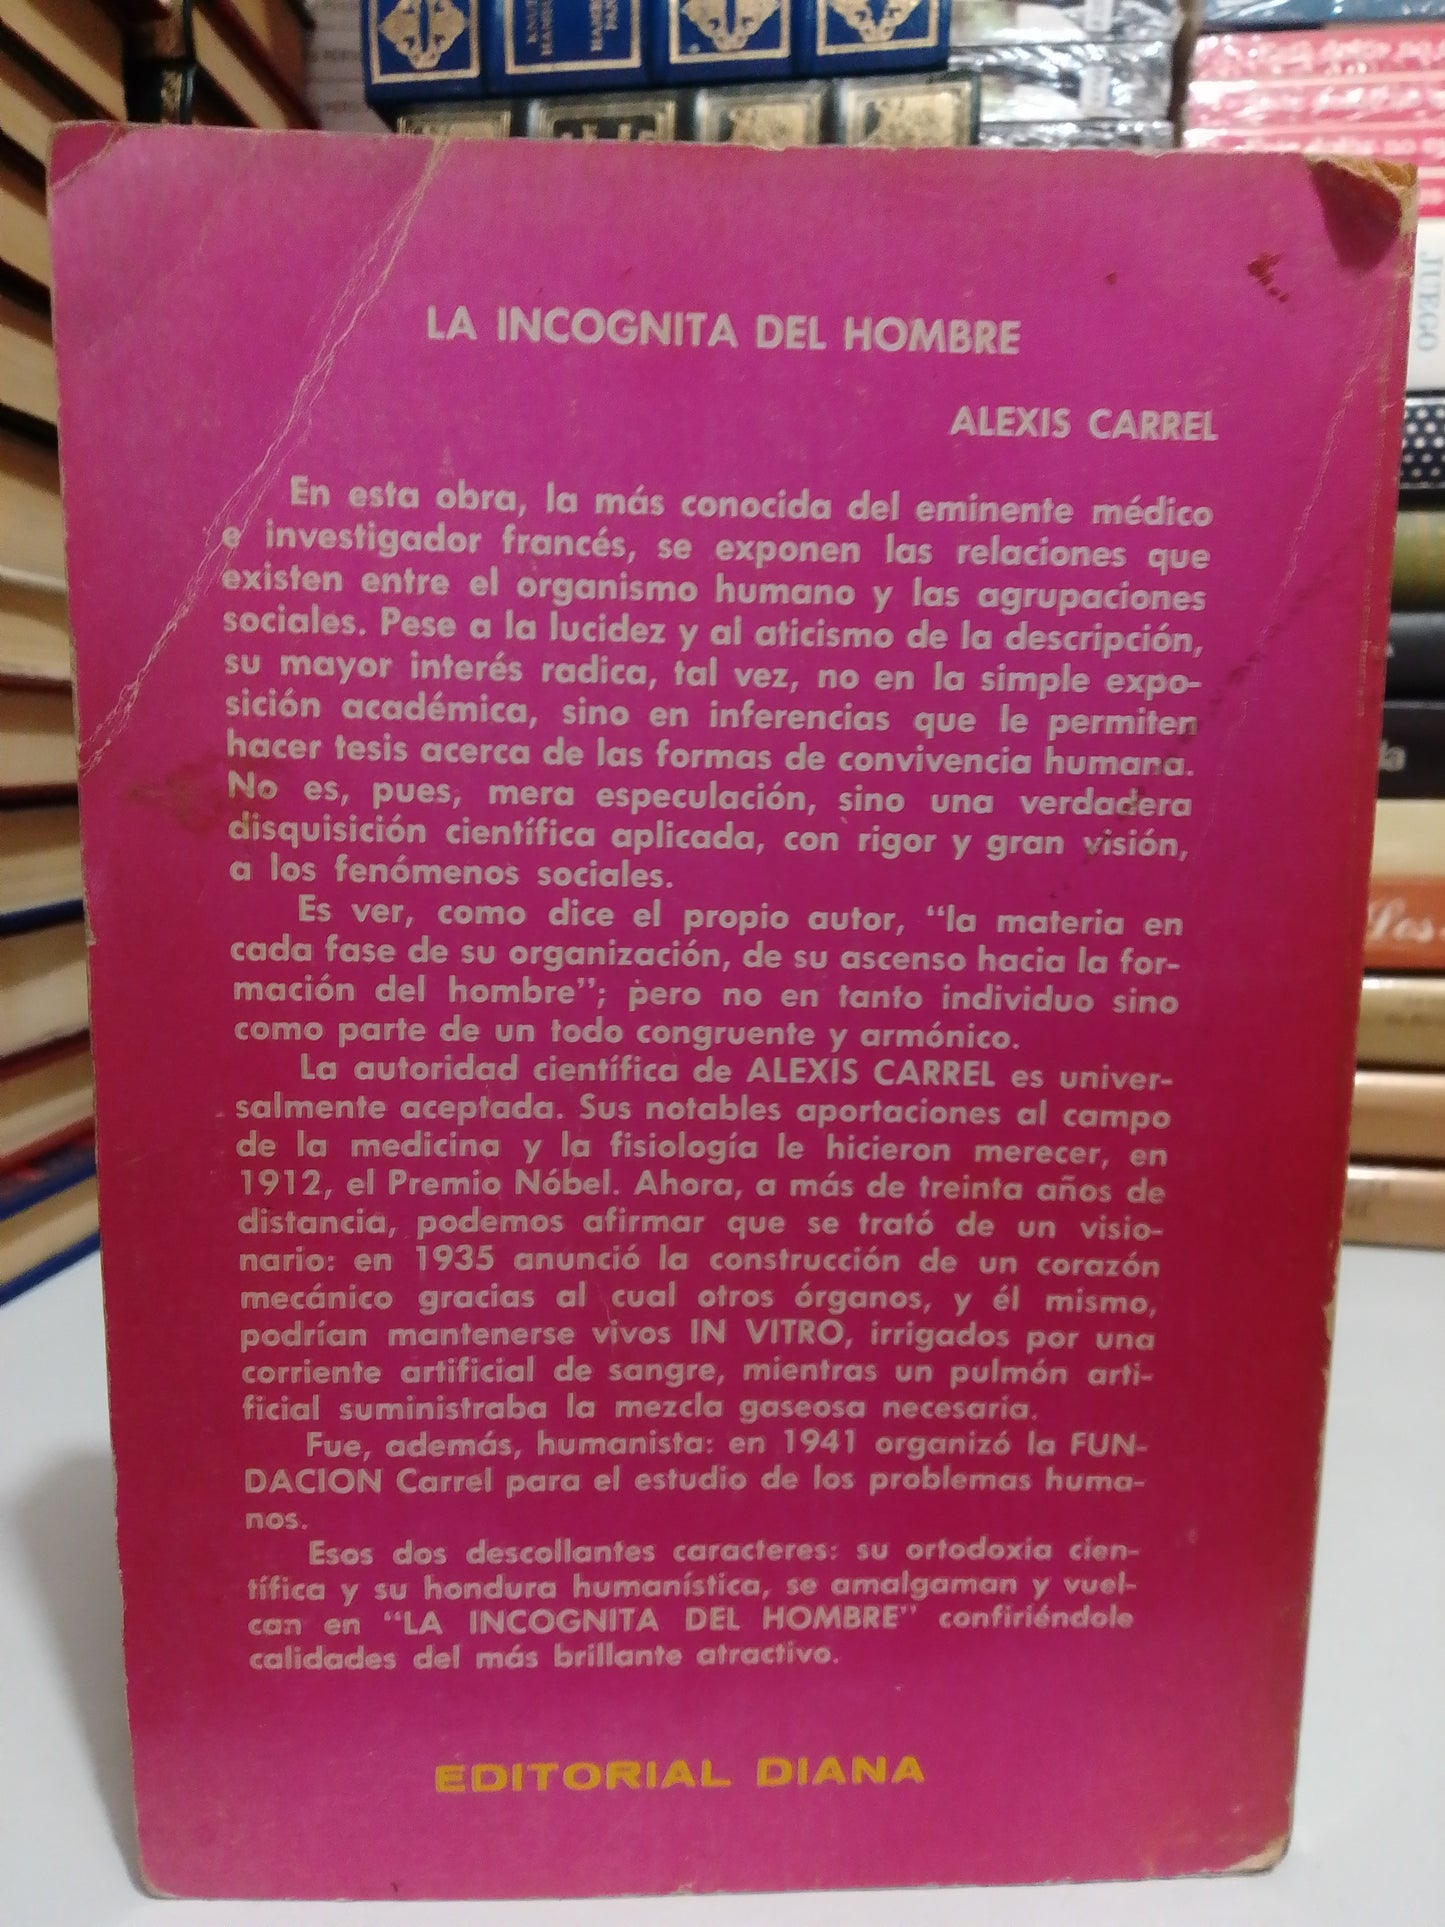 LA INCOGNITA DEL HOMBRE
ALEXIS CARREL
En esta obra, la más conocida del eminente médico
e investigador francés, se exponen las relaciones que
existen entre el organismo humano y las agrupaciones
sociales. Pese a la lucidez y al aticismo de la descripción,
su mayor interés radica, tal vez, no en la simple expo-
sición académica, sino en inferencias que le permiten
hacer tesis acerca de las formas de convivencia humana.
No es, pues, mera especulación, sino una verdadera
disquisición científica aplicada, con rigor y gran visión,
a los fenómenos sociales.
Es ver, como dice el propio autor, "la materia en
cada fase de su organización, de su ascenso hacia la for-
mación del hombre"; pero no en tanto individuo sino
como parte de un todo congruente y armónico.
La autoridad científica de ALEXIS CARREL es univer-
salmente aceptada. Sus notables aportaciones al campo
de la medicina y la fisiología le hicieron merecer, en
1912, el Premio Nóbel. Ahora, a más de treinta años de
distancia, podemos afirmar que se trató de un visio-
nario: en 1935 anunció la construcción de un corazón
mecánico gracias al cual otros órganos, y él mismo,
podrían mantenerse vivos IN VITRO, irrigados por una
corriente artificial de sangre, mientras un pulmón arti-
ficial suministraba la mezcla gaseosa necesaria.
Fue, además, humanista: en 1941 organizó la FUN-
DACION Carrel para el estudio de los problemas huma-
nos.
Esos dos descollantes caracteres: su ortodoxia cien-
tífica y su hondura humanística, se amalgaman y vuel-
can en "LA INCOGNITA DEL HOMBRE" confiriéndole
calidades del más brillante atractivo.
EDITORIAL DIANA
JUEGO
Los